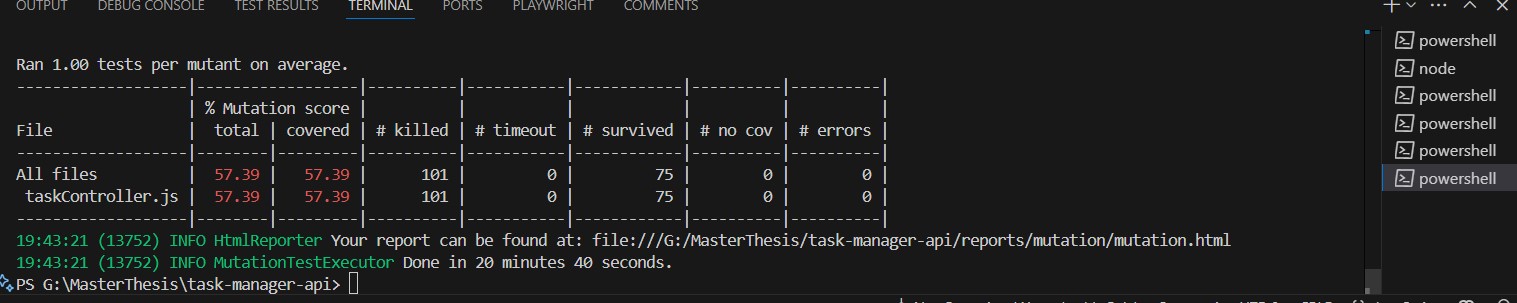 OUTPUT DEBUG CONSOLE TEST RESULTS TERMINAL PORTS PLAYWRIGHT COMMENTS
Ran 1.00 tests per mutant on average.
-------------------|------------------|----------|-----------|------------|----------|----------|
                   | % Mutation score |          |           |            |          |          |
File               |  total | covered | # killed | # timeout | # survived | # no cov | # errors |
-------------------|--------|---------|----------|-----------|------------|----------|----------|
All files          |  57.39 |   57.39 |      101 |         0 |         75 |        0 |        0 |
 taskController.js |  57.39 |   57.39 |      101 |         0 |         75 |        0 |        0 |
-------------------|--------|---------|----------|-----------|------------|----------|----------|
19:43:21 (13752) INFO HtmlReporter Your report can be found at: file:///G:/MasterThesis/task-manager-api/reports/mutation/mutation.html
19:43:21 (13752) INFO MutationTestExecutor Done in 20 minutes 40 seconds.
PS G:\MasterThesis\task-manager-api>
powershell
node
powershell
powershell
powershell
powershell